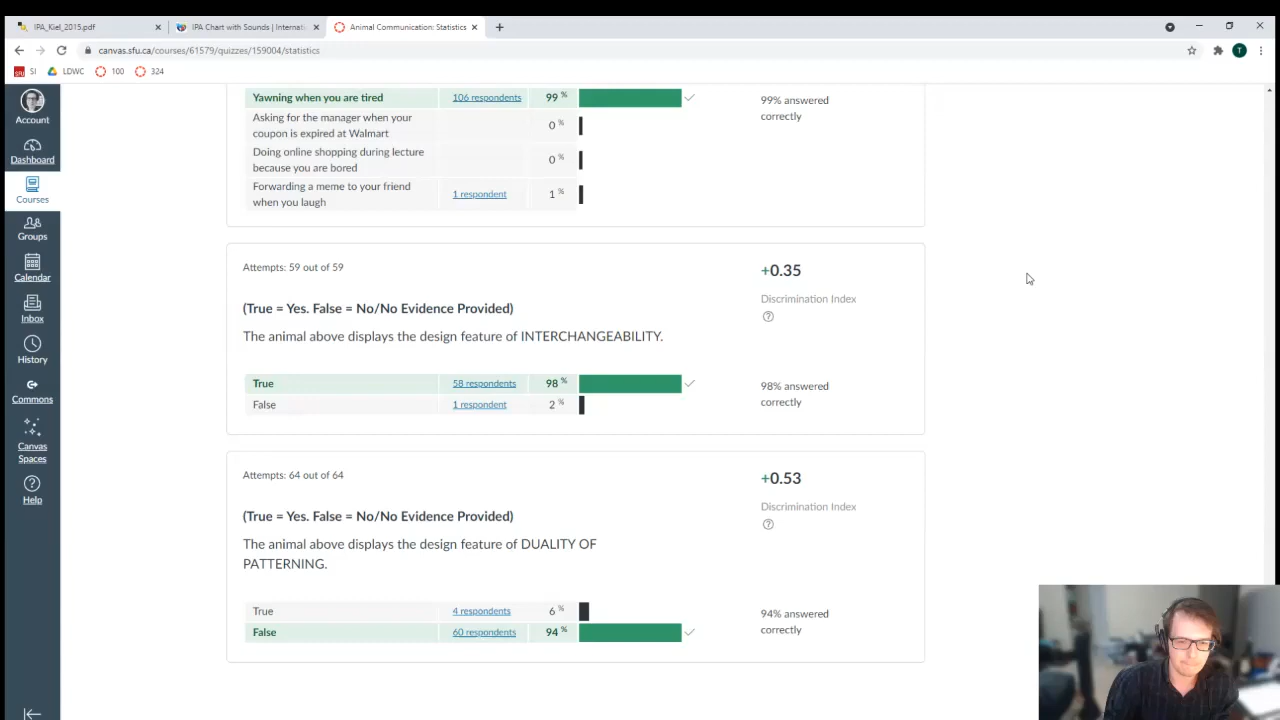 IPA_Kiel_2015.pdf
IPA Chart with Sounds | Internati
Animal Communication: Statistics
canvas.sfu.ca/courses/61579/quizzes/159004/statistics
T
SFU SI LDWC 100 324
Account
Dashboard
Courses
Groups
Calendar
Inbox
History
Commons
Canvas
Spaces
Help
Yawning when you are tired 106 respondents 99 %
Asking for the manager when your
coupon is expired at Walmart 0 %
Doing online shopping during lecture
because you are bored 0 %
Forwarding a meme to your friend
when you laugh 1 respondent 1 %
99% answered
correctly
Attempts: 59 out of 59
(True = Yes. False = No/No Evidence Provided)
The animal above displays the design feature of INTERCHANGEABILITY.
True 58 respondents 98 %
False 1 respondent 2 %
+0.35
Discrimination Index
?
98% answered
correctly
Attempts: 64 out of 64
(True = Yes. False = No/No Evidence Provided)
The animal above displays the design feature of DUALITY OF
PATTERNING.
True 4 respondents 6 %
False 60 respondents 94 %
+0.53
Discrimination Index
?
94% answered
correctly